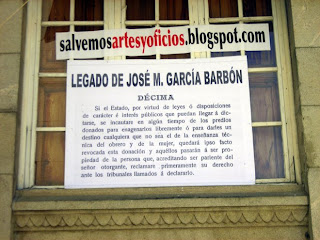 salvemosartesyoficios.blogspot.com
LEGADO DE JOSÉ M. GARCÍA BARBÓN
DÉCIMA
Si el Estado, por virtud de leyes ó disposiciones
de carácter é interés públicos que puedan llegar á dic-
tarse, se incautare en algún tiempo de los predios
donados para enagenarlos libremente ó para darles un
destino cualquiera que no sea el de la enseñanza téc-
nica del obrero y de la mujer, quedará ipso facto
revocada esta donación y aquéllos pasarán á ser pro-
piedad de la persona que, acreditando ser pariente del
señor otorgante, reclamare primeramente su derecho
ante los tribunales llamados á declararlo.